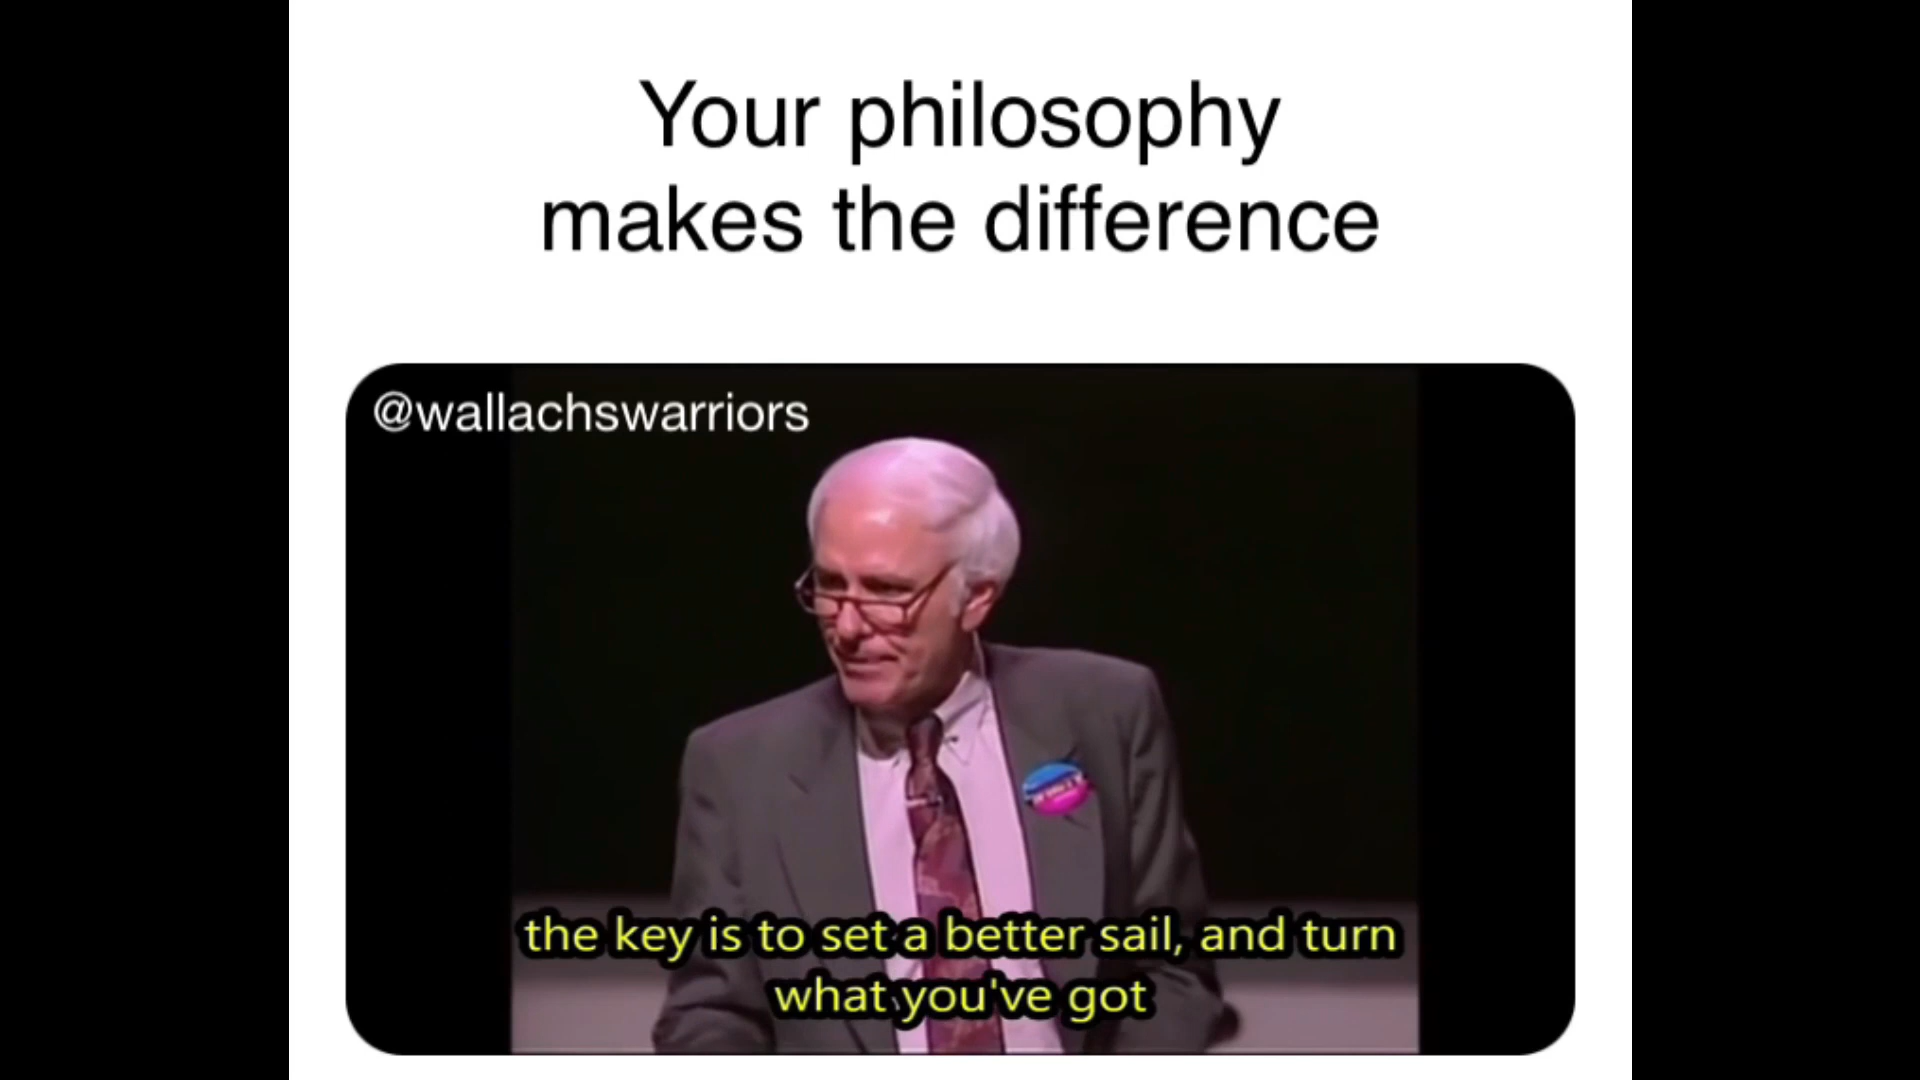 Your philosophy
makes the difference
@wallachswarriors
the key is to set a better sail, and turn
what you've got